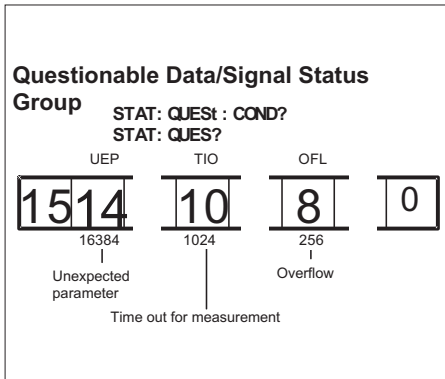 Questionable Data/Signal Status
Group
STAT: QUESt : COND?
STAT: QUES?
UEP TIO OFL
15 14 10 8 0
16384 1024 256
Unexpected
parameter
Overflow
Time out for measurement